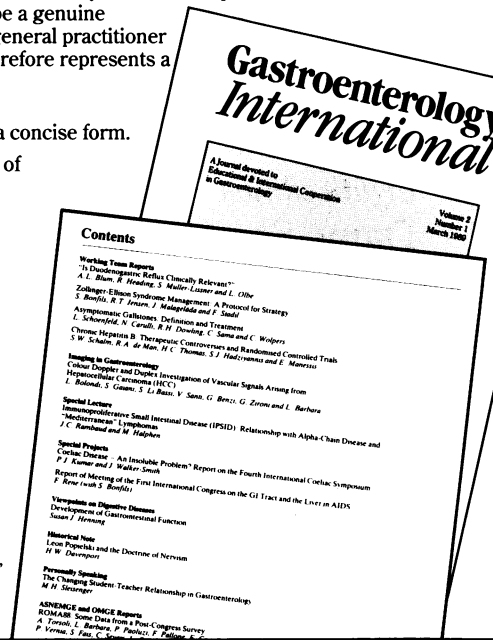 be a genuine
general practitioner
refore represents a
a concise form.
of
Gastroenterology
International
A Journal devoted to
Educational & International Cooperation
in Gastroenterology
Volume 2
Number 1
March 1989
Contents
Working Team Reports
"Is Duodenogastric Reflux Clinically Relevant?"
A. L. Blum, R. Heading, S. Muller-Lissner and L. Olbe
Zollinger-Ellison Syndrome Management A Protocol for Strategy
S. Bonfils, R. T. Jensen, J. Malagelada and F. Stadil
Asymptomatic Gallstones. Definition and Treatment
L. Schoenfeld, N. Carulli, R. H. Dowling, C. Sama and C. Wolpers
Chronic Hepatitis B Therapeutic Controversies and Randomised Controlled Trials
S. W. Schalm, R. A. de Man, H. C. Thomas, S. J. Hadziyannis and E. Manesis
Imaging in Gastroenterology
Colour Doppler and Duplex Investigation of Vascular Signals Arising from
Hepatocellular Carcinoma (HCC)
L. Bolondi, S. Gaiani, S. Li Bassi, V. Sann, G. Benzi, G. Zironi and L. Barbara
Special Lecture
Immunoproliferative Small Intestinal Disease (IPSID) Relationship with Alpha-Chain Disease and
"Mediterranean" Lymphomas
J. C. Rambaud and M. Halphen
Special Projects
Coeliac Disease – An Insoluble Problem? Report on the Fourth International Coeliac Symposium
P. J. Kumar and J. Walker-Smith
Report of Meeting of the First International Congress on the GI Tract and the Liver in AIDS
F. Rene (with S. Bonfils)
Viewpoints on Digestive Diseases
Development of Gastrointestinal Function
Susan J. Henning
Historical Note
Leon Popielski and the Doctrine of Nervism
H. W. Davenport
Personally Speaking
The Changing Student-Teacher Relationship in Gastroenterology
M. H. Sleisenger
ASNEMGE and OMGE Reports
ROMA88 Some Data from a Post-Congress Survey
A. Torsoli, L. Barbara, P. Paoluzi, F. Pallone,
P. Vernia, S. Fais, C.